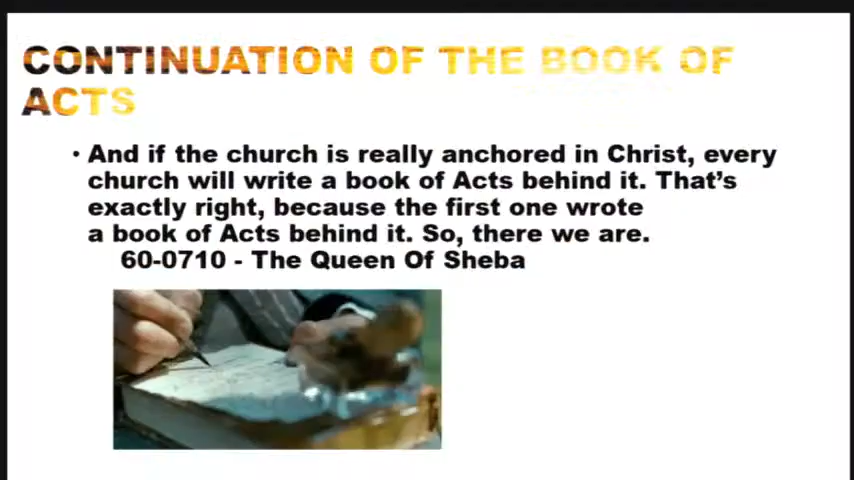 CONTINUATION OF THE BOOK OF
ACTS
• And if the church is really anchored in Christ, every
church will write a book of Acts behind it. That's
exactly right, because the first one wrote
a book of Acts behind it. So, there we are.
60-0710 - The Queen Of Sheba